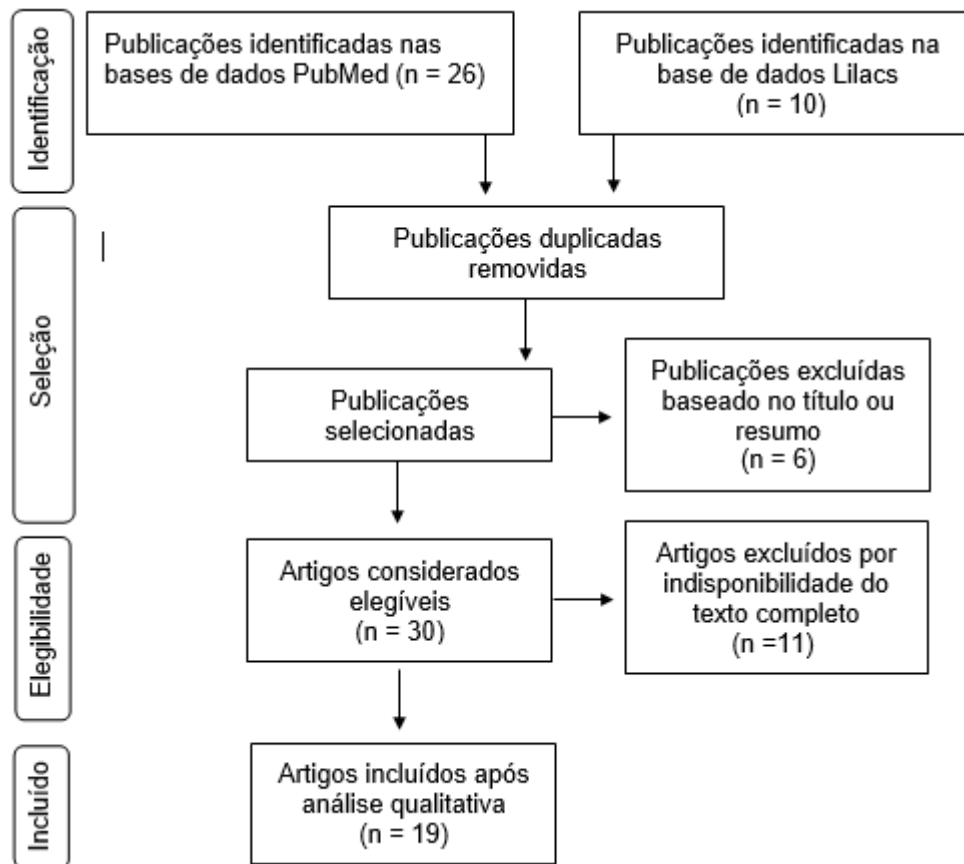 Identificação
Publicações identificadas nas
bases de dados PubMed (n = 26)
Publicações identificadas na
base de dados Lilacs
(n = 10)
Seleção
Publicações duplicadas
removidas
Publicações
selecionadas
Publicações excluídas
baseado no título ou
resumo
(n = 6)
Elegibilidade
Artigos considerados
elegíveis
(n = 30)
Artigos excluídos por
indisponibilidade do
texto completo
(n =11)
Incluído
Artigos incluídos após
análise qualitativa
(n = 19)